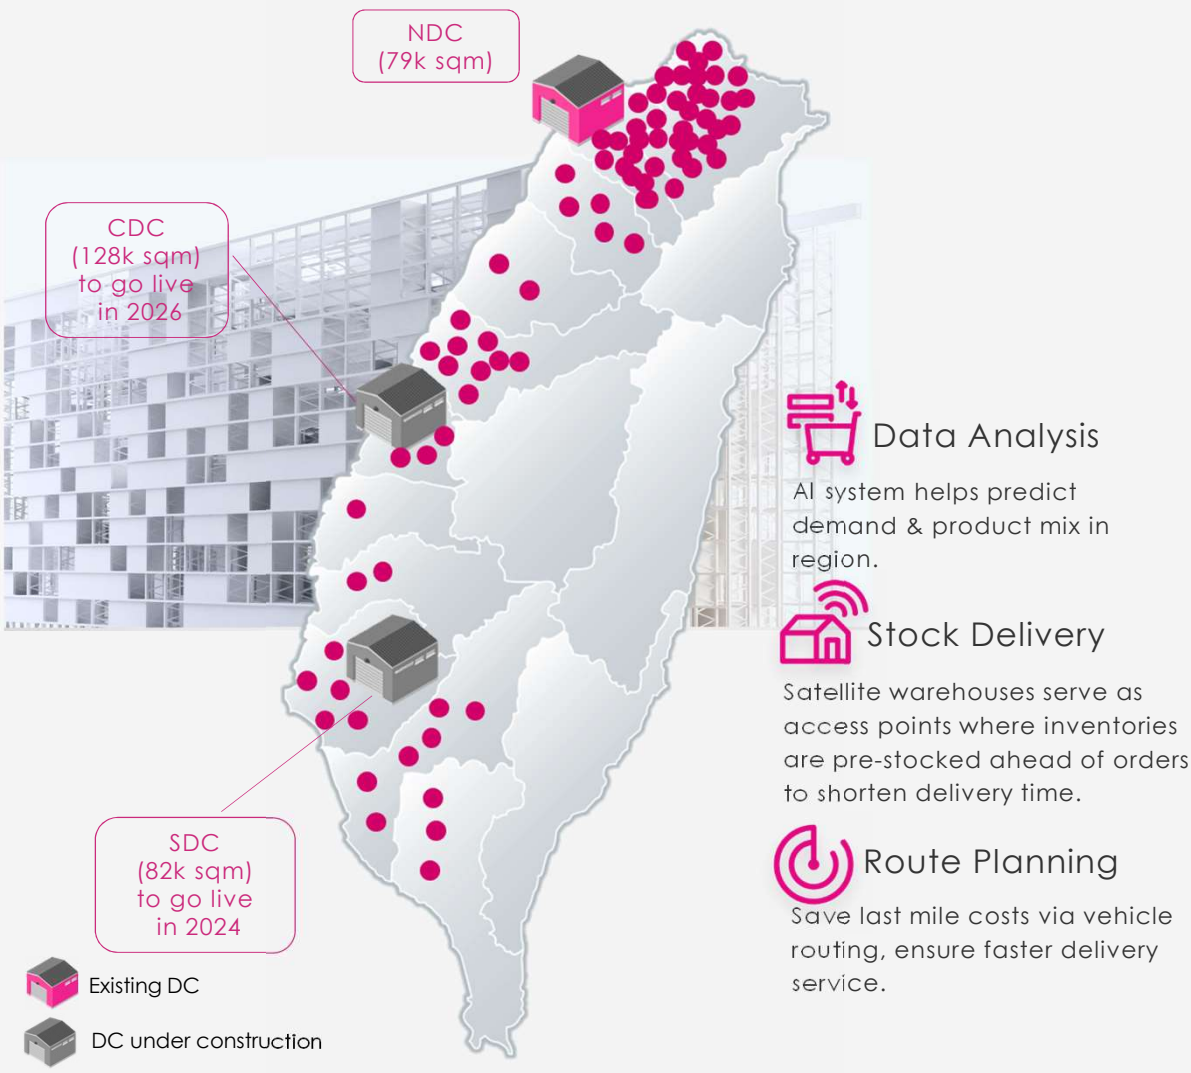 NDC
(79k sqm)
CDC
(128k sqm)
to go live
in 2026
SDC
(82k sqm)
to go live
in 2024
Existing DC
DC under construction
Data Analysis
AI system helps predict
demand & product mix in
region.
Stock Delivery
Satellite warehouses serve as
access points where inventories
are pre-stocked ahead of orders
to shorten delivery time.
Route Planning
Save last mile costs via vehicle
routing, ensure faster delivery
service.